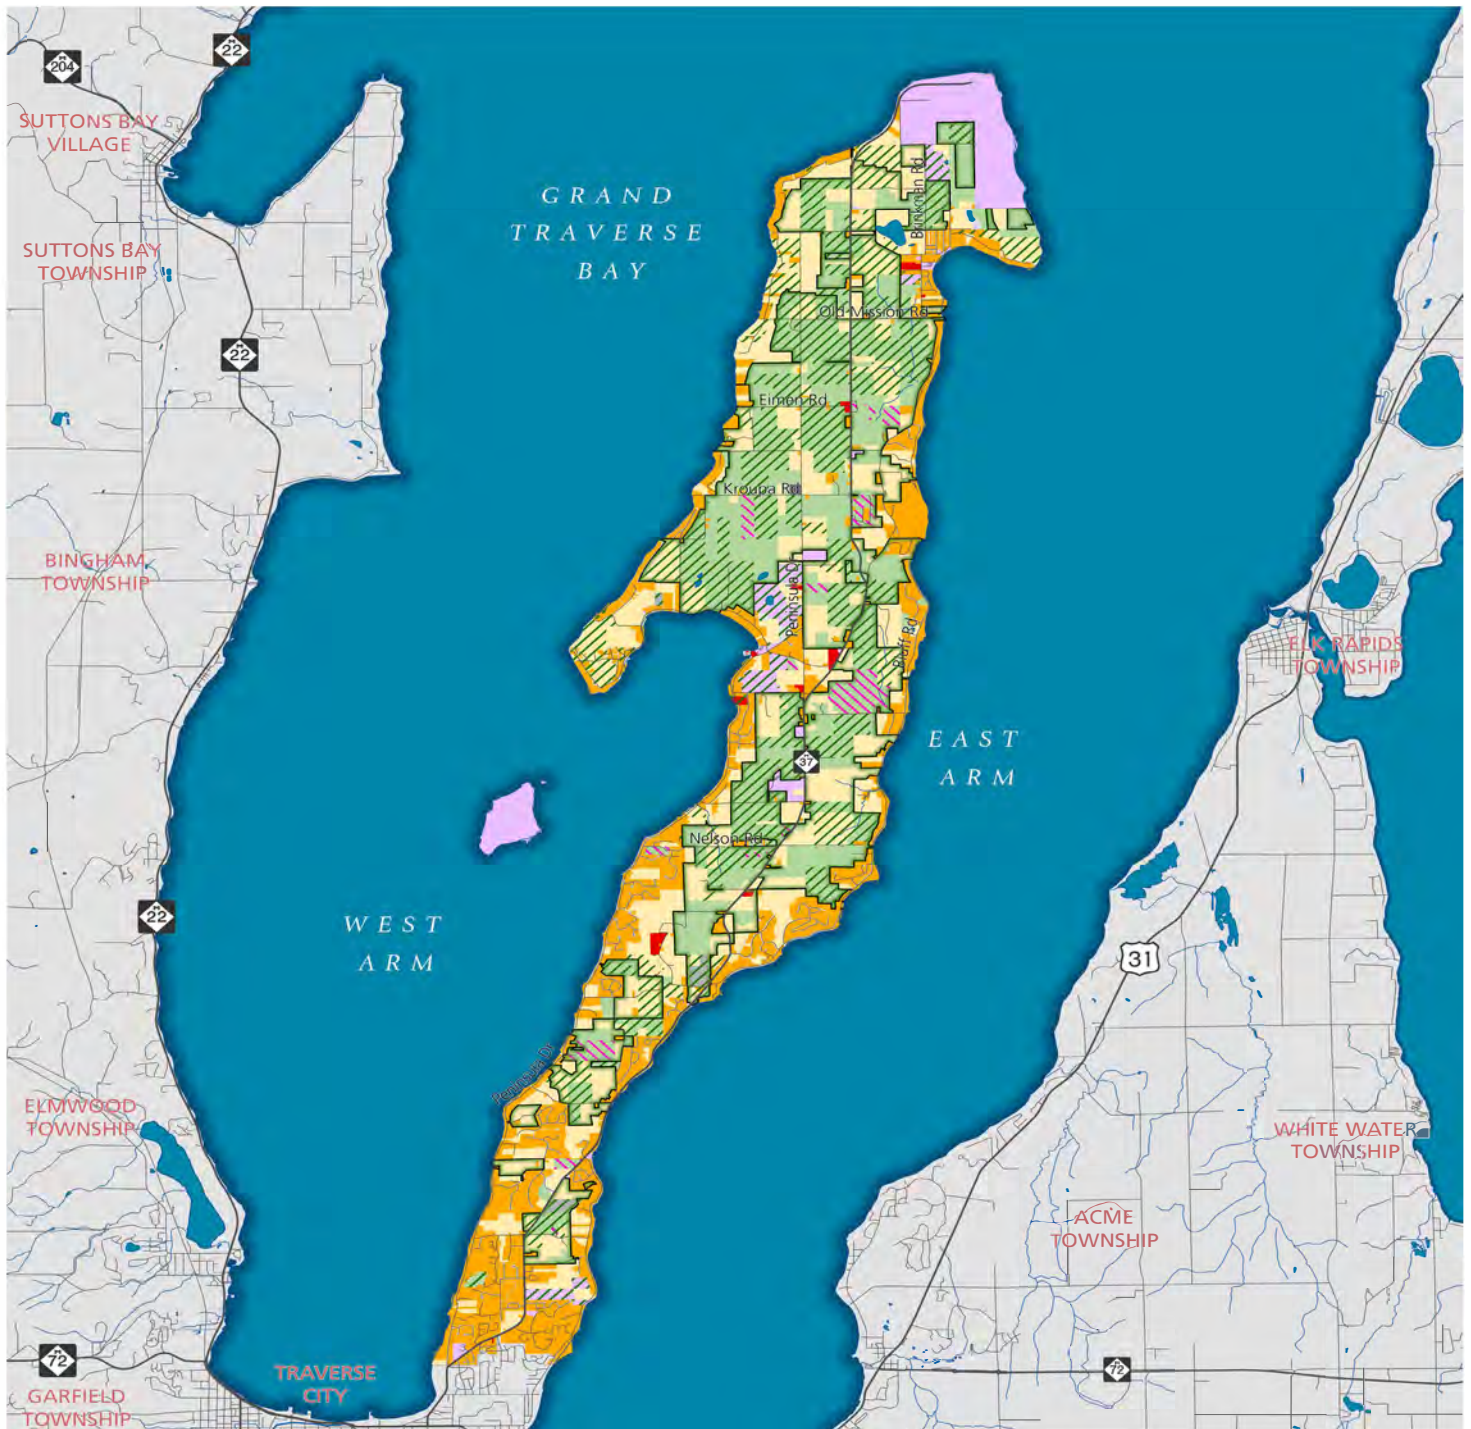 M
22
M
204
SUTTONS BAY
VILLAGE
GRAND
TRAVERSE
BAY
Brinkman Rd
SUTTONS BAY
TOWNSHIP
Old Mission Rd
M
22
Eimen Rd
Kroupa Rd
BINGHAM
TOWNSHIP
Peninsula Dr
Bluff Rd
ELK RAPIDS
TOWNSHIP
EAST
ARM
M
37
Nelson Rd
M
22
WEST
ARM
31
Peninsula Dr
ELMWOOD
TOWNSHIP
WHITE WATER
TOWNSHIP
ACME
TOWNSHIP
M
72
TRAVERSE
CITY
M
72
GARFIELD
TOWNSHIP